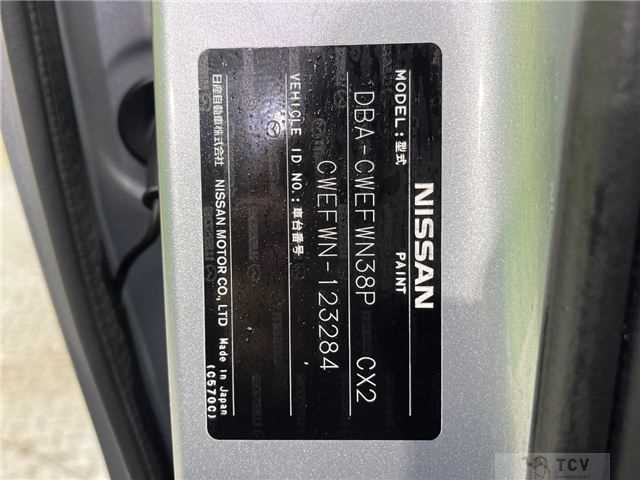 NISSAN
MODEL:型式 PAINT
DBA-CWEFWN38P CX2
CWEFWN-123284
VEHICLE ID NO.:車台番号
日産自動車株式会社 NISSAN MOTOR CO., LTD Made in Japan
(C570C)
TCV